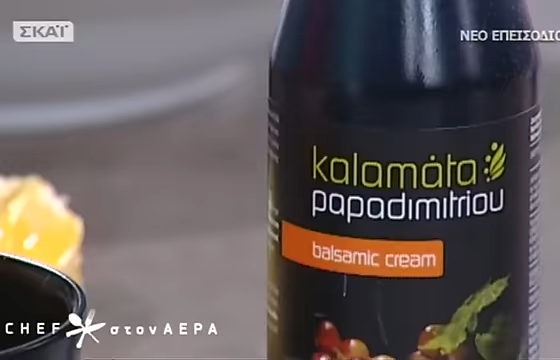 ΣΚΑΪ
ΝΕΟ ΕΠΕΙΣΟΔΙΟ
kalamáta
papadimitriou
balsamic cream
CHEF στον ΑΕΡΑ